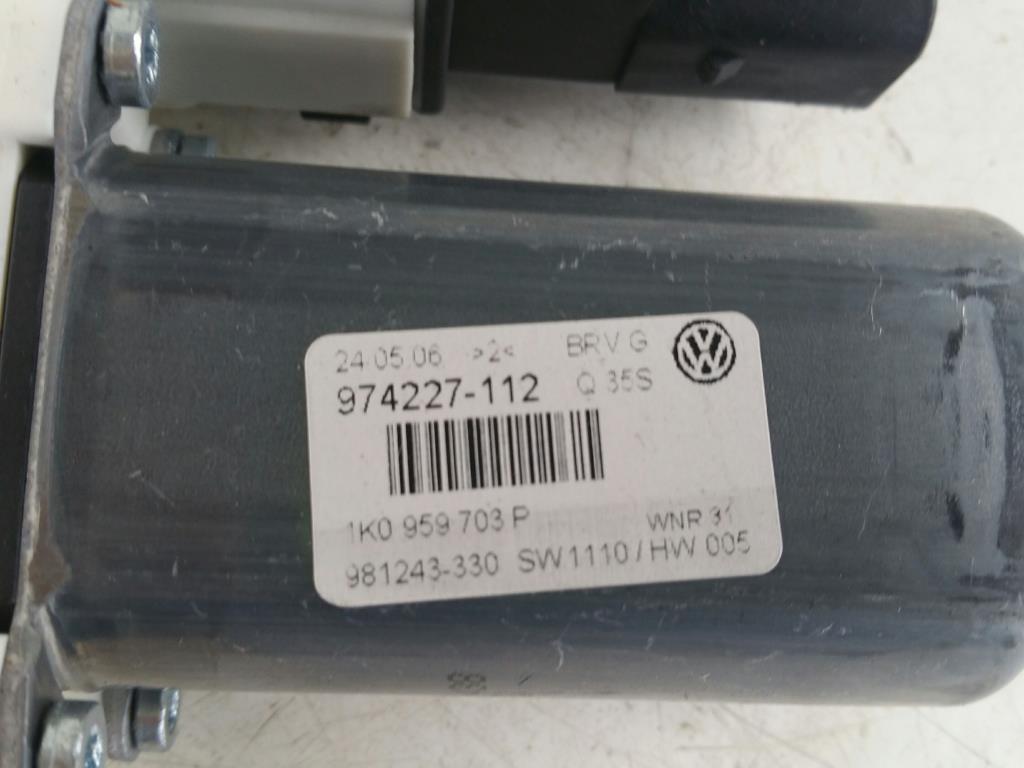 24.05.06 >2< BRV G
974227-112 Q 35S
1K0 959 703 P WNR 31
981243-330 SW1110 / HW 005